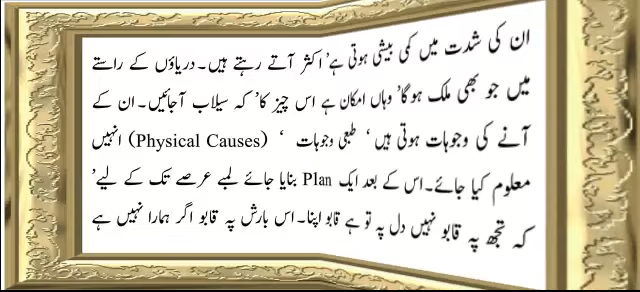 ان کی شدت میں کمی بیشی ہوتی ہے’ اکثر آتے رہتے ہیں۔ دریاؤں کے راستے
میں جو بھی ملک ہوگا’ وہاں امکان ہے اس چیز کا’ کہ سیلاب آجائیں۔ ان کے
آنے کی وجوہات ہوتی ہیں‘ طبعی وجوہات ‘ (Physical Causes) انہیں
معلوم کیا جائے۔ اس کے بعد ایک Plan بنایا جائے لمبے عرصے تک کے لیے’
کہ تجھ پہ قابو نہیں دل پہ تو ہے قابو اپنا۔ اس بارش پہ قابو اگر ہمارا نہیں ہے